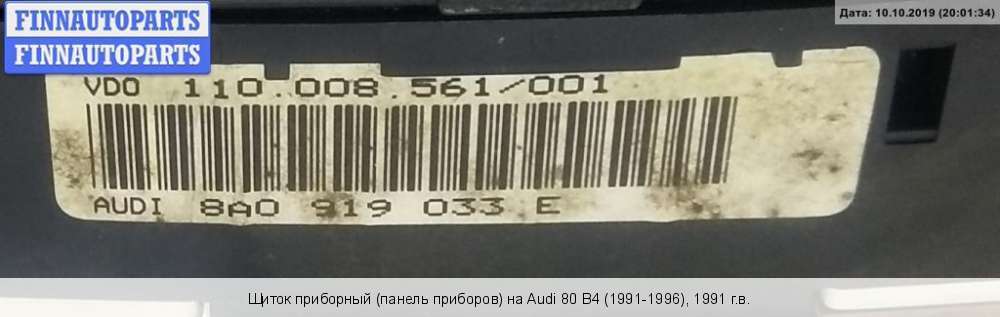 FINNAUTOPARTS
FINNAUTOPARTS
Дата: 10.10.2019 (20:01:34)
VDO 110.008.561/001
AUDI 8A0 919 033 E
Щиток приборный (панель приборов) на Audi 80 B4 (1991-1996), 1991 г.в.